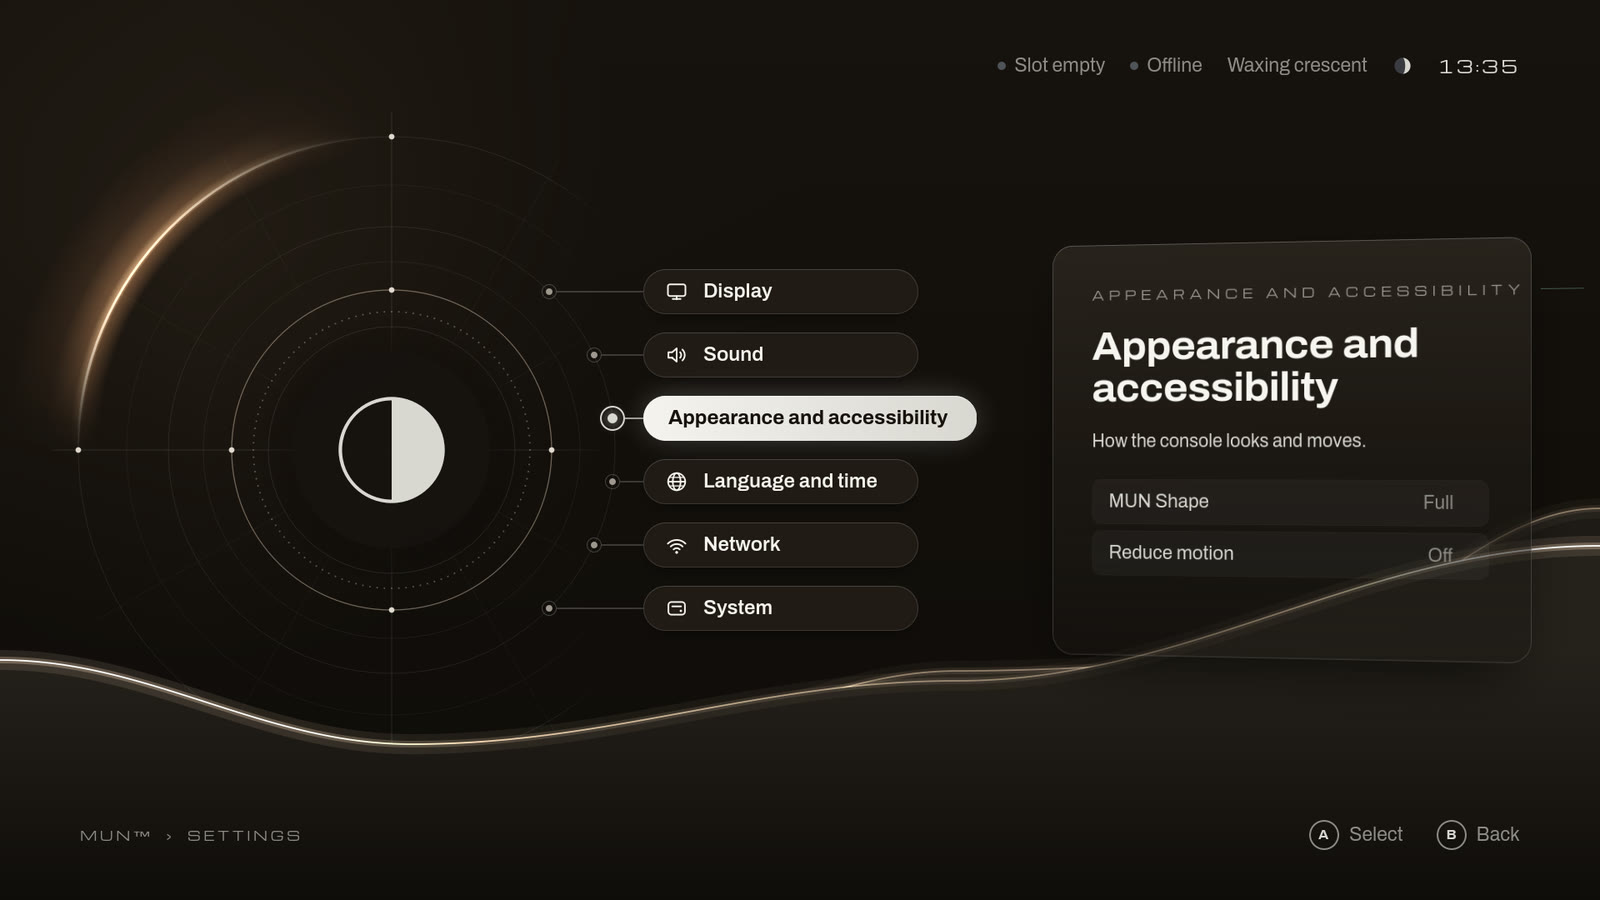 Slot empty Offline Waxing crescent 13:35
Display
Sound
Appearance and accessibility
Language and time
Network
System
APPEARANCE AND ACCESSIBILITY
Appearance and
accessibility
How the console looks and moves.
MUN Shape Full
Reduce motion Off
MUN™ › SETTINGS
A Select B Back